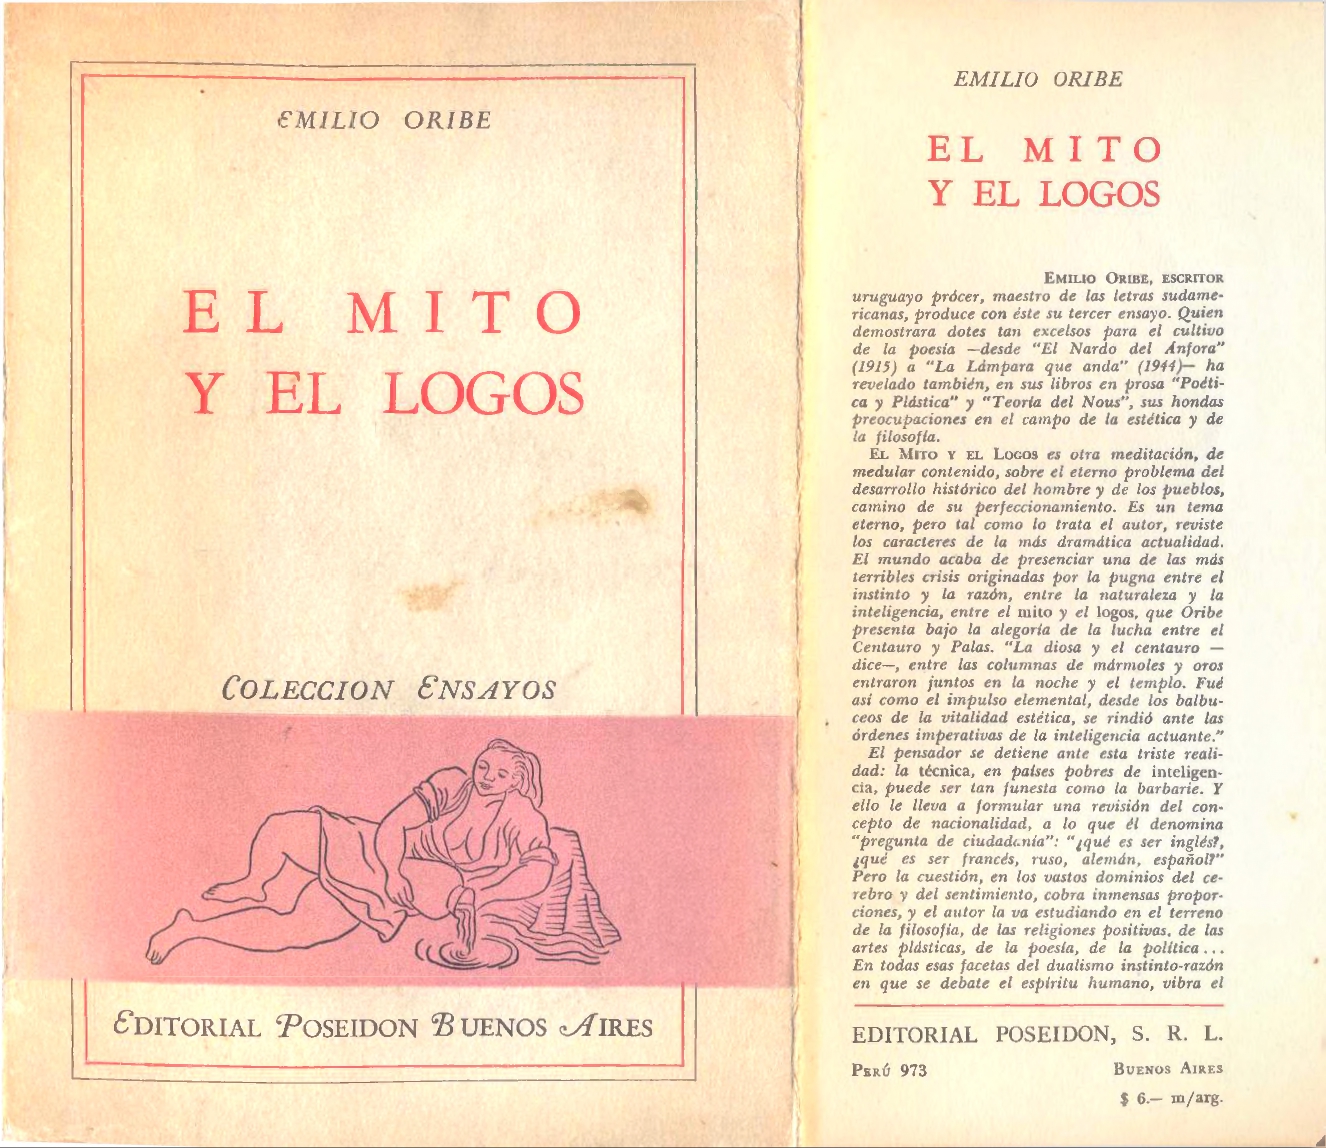 EMILIO ORIBE
EL MITO
Y EL LOGOS
COLECCION ENSAYOS
EDITORIAL POSEIDON BUENOS AIRES
EMILIO ORIBE
EL MITO
Y EL LOGOS
EMILIO ORIBE, ESCRITOR
uruguayo prócer, maestro de las letras sudame-
ricanas, produce con éste su tercer ensayo. Quien
demostrara dotes tan excelsos para el cultivo
de la poesía —desde "El Nardo del Ánfora"
(1915) a "La Lámpara que anda" (1944)— ha
revelado también, en sus libros en prosa "Poéti-
ca y Plástica" y "Teoría del Nous", sus hondas
preocupaciones en el campo de la estética y de
la filosofía.
EL MITO Y EL LOGOS es otra meditación, de
medular contenido, sobre el eterno problema del
desarrollo histórico del hombre y de los pueblos,
camino de su perfeccionamiento. Es un tema
eterno, pero tal como lo trata el autor, reviste
los caracteres de la más dramática actualidad.
El mundo acaba de presenciar una de las más
terribles crisis originadas por la pugna entre el
instinto y la razón, entre la naturaleza y la
inteligencia, entre el mito y el logos, que Oribe
presenta bajo la alegoría de la lucha entre el
Centauro y Palas. "La diosa y el centauro —
dice—, entre las columnas de mármoles y oros
entraron juntos en la noche y el templo. Fué
así como el impulso elemental, desde los balbu-
ceos de la vitalidad estética, se rindió ante las
órdenes imperativas de la inteligencia actuante."
El pensador se detiene ante esta triste reali-
dad: la técnica, en países pobres de inteligen-
cia, puede ser tan funesta como la barbarie. Y
ello le lleva a formular una revisión del con-
cepto de nacionalidad, a lo que él denomina
"pregunta de ciudadanía": "¿qué es ser inglés?,
¿qué es ser francés, ruso, alemán, español?"
Pero la cuestión, en los vastos dominios del ce-
rebro y del sentimiento, cobra inmensas propor-
ciones, y el autor la va estudiando en el terreno
de la filosofía, de las religiones positivas, de las
artes plásticas, de la poesía, de la política...
En todas esas facetas del dualismo instinto-razón
en que se debate el espíritu humano, vibra el
EDITORIAL POSEIDON, S. R. L.
PERÚ 973 BUENOS AIRES
$ 6.— m/arg.